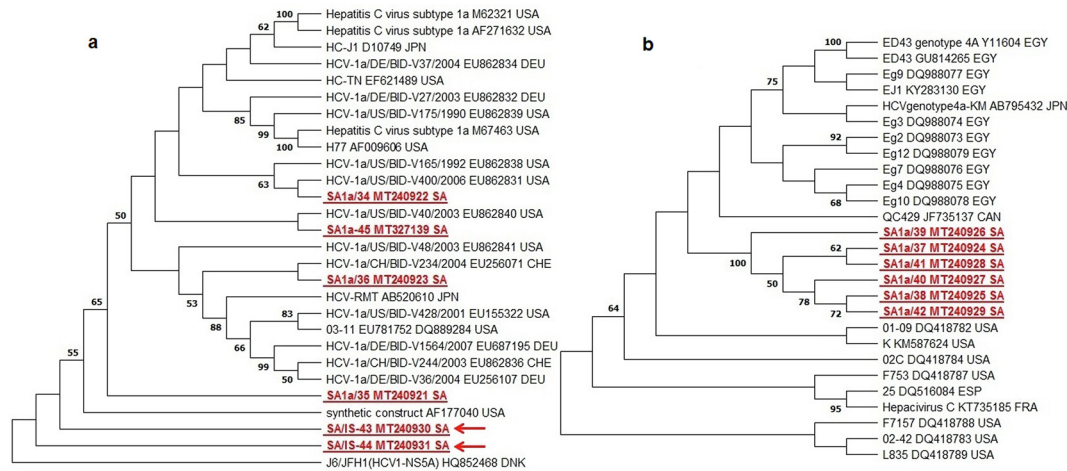 a
100
Hepatitis C virus subtype 1a M62321 USA
62
Hepatitis C virus subtype 1a AF271632 USA
HC-J1 D10749 JPN
HCV-1a/DE/BID-V37/2004 EU862834 DEU
HC-TN EF621489 USA
HCV-1a/DE/BID-V27/2003 EU862832 DEU
85
HCV-1a/US/BID-V175/1990 EU862839 USA
99
Hepatitis C virus subtype 1a M67463 USA
100
H77 AF009606 USA
HCV-1a/US/BID-V165/1992 EU862838 USA
63
HCV-1a/US/BID-V400/2006 EU862831 USA
SA1a/34 MT240922 SA
50
HCV-1a/US/BID-V40/2003 EU862840 USA
SA1a-45 MT327139 SA
HCV-1a/US/BID-V48/2003 EU862841 USA
HCV-1a/CH/BID-V234/2004 EU256071 CHE
53
SA1a/36 MT240923 SA
65
HCV-RMT AB520610 JPN
88
83
HCV-1a/US/BID-V428/2001 EU155322 USA
03-11 EU781752 DQ889284 USA
66
HCV-1a/DE/BID-V1564/2007 EU687195 DEU
99
HCV-1a/CH/BID-V244/2003 EU862836 CHE
50
HCV-1a/DE/BID-V36/2004 EU256107 DEU
55
SA1a/35 MT240921 SA
synthetic construct AF177040 USA
SA/IS-43 MT240930 SA
SA/IS-44 MT240931 SA
J6/JFH1(HCV1-NS5A) HQ852468 DNK
b
100
ED43 genotype 4A Y11604 EGY
ED43 GU814265 EGY
75
Eg9 DQ988077 EGY
EJ1 KY283130 EGY
HCVgenotype4a-KM AB795432 JPN
Eg3 DQ988074 EGY
92
Eg2 DQ988073 EGY
Eg12 DQ988079 EGY
Eg7 DQ988076 EGY
Eg4 DQ988075 EGY
68
Eg10 DQ988078 EGY
QC429 JF735137 CAN
SA1a/39 MT240926 SA
100
62
SA1a/37 MT240924 SA
SA1a/41 MT240928 SA
50
SA1a/40 MT240927 SA
78
SA1a/38 MT240925 SA
72
SA1a/42 MT240929 SA
64
01-09 DQ418782 USA
K KM587624 USA
02C DQ418784 USA
F753 DQ418787 USA
25 DQ516084 ESP
95
Hepacivirus C KT735185 FRA
F7157 DQ418788 USA
02-42 DQ418783 USA
L835 DQ418789 USA